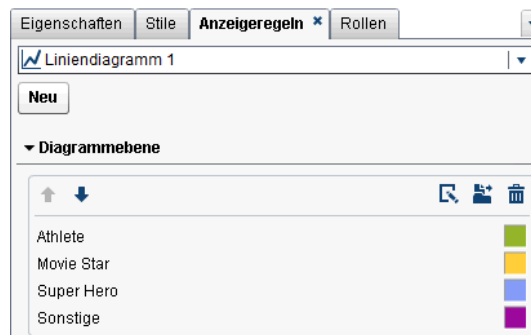 Eigenschaften Stile Anzeigeregeln Rollen
Liniendiagramm 1
Neu
Diagrammebene
Athlete
Movie Star
Super Hero
Sonstige